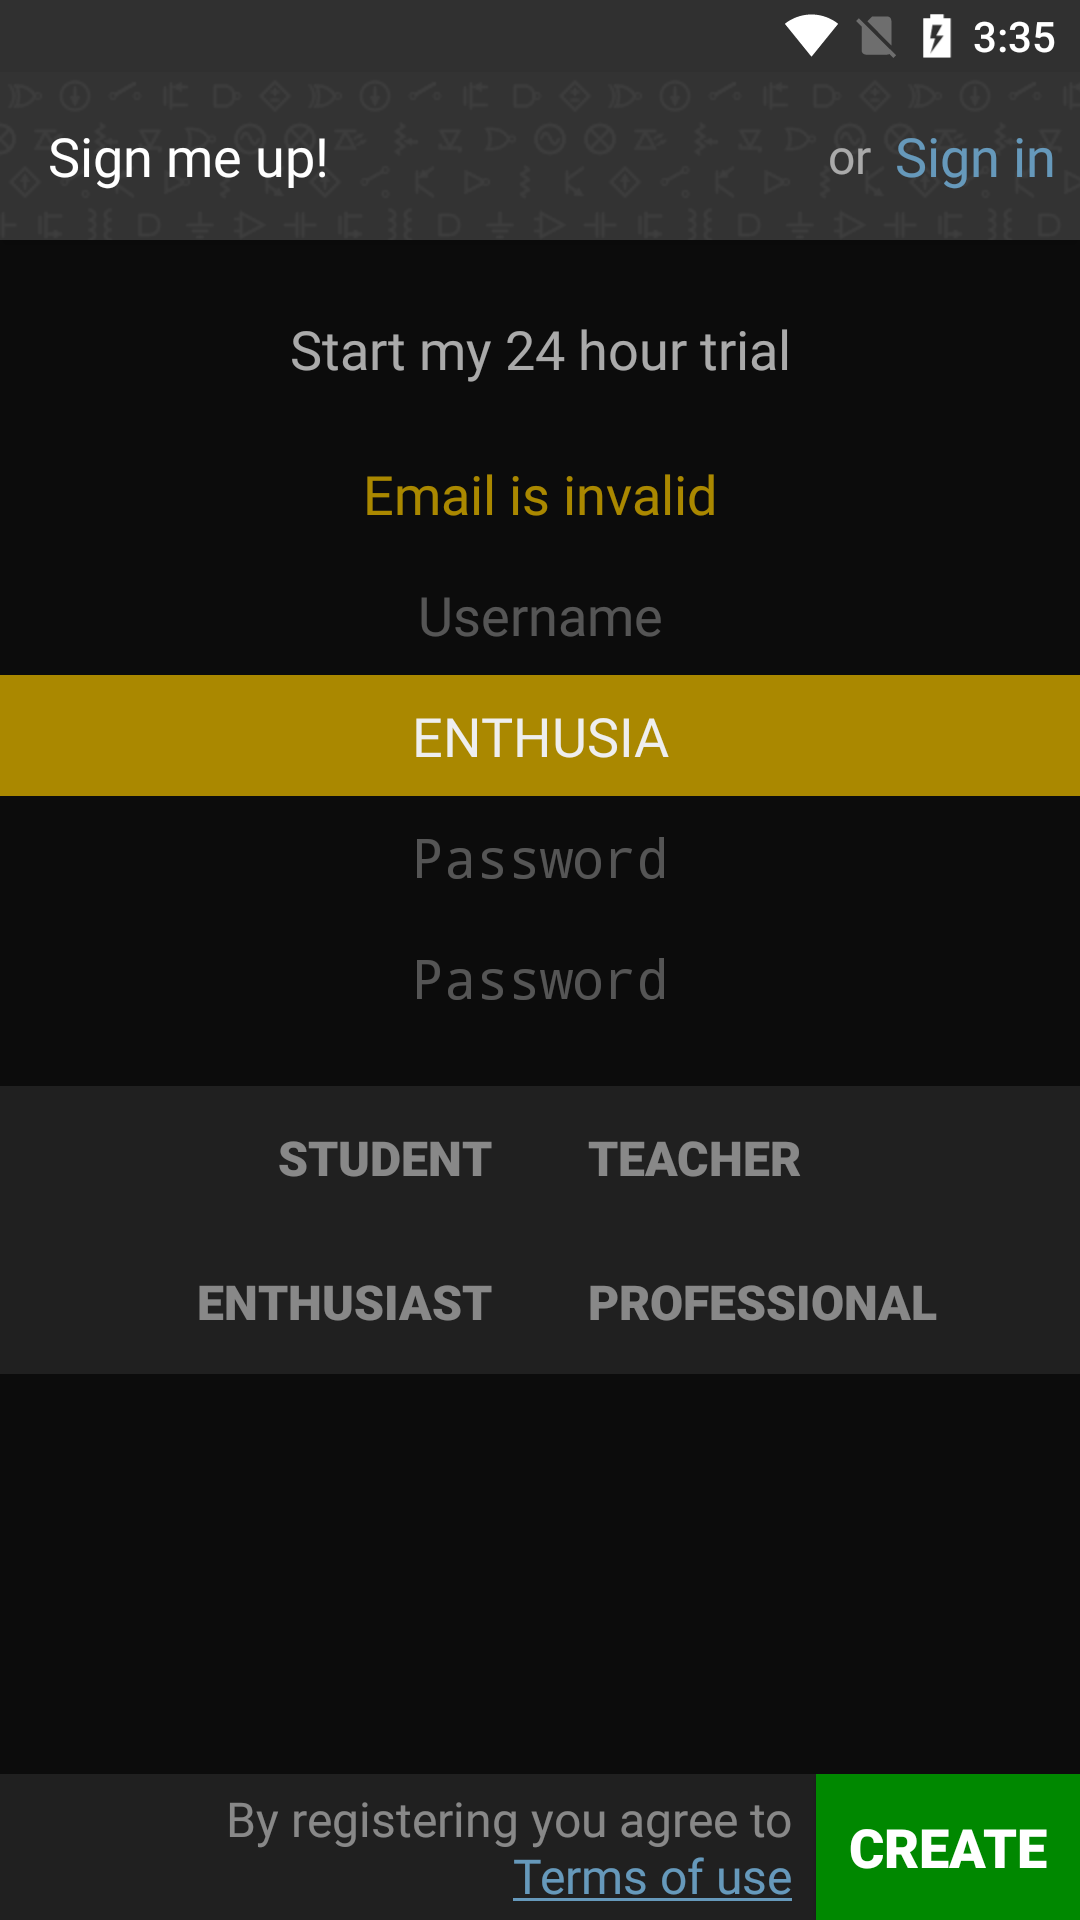 3:35
Sign me up!
or Sign in
Start my 24 hour trial
Email is invalid
Username
ENTHUSIA
Password
Password
STUDENT TEACHER
ENTHUSIAST PROFESSIONAL
By registering you agree to
Terms of use
CREATE